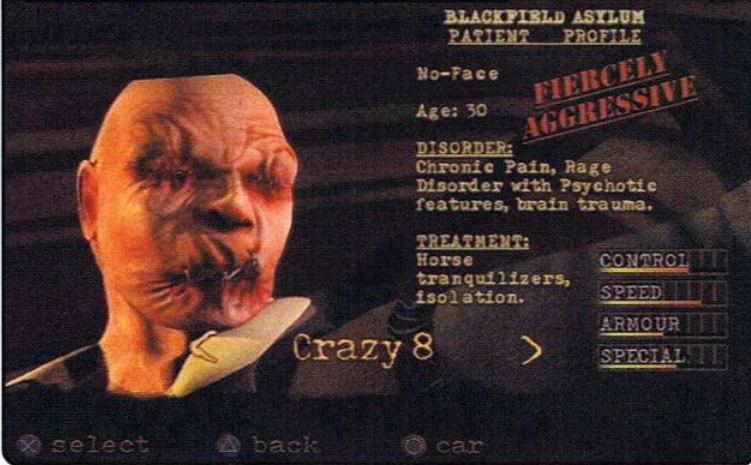 BLACKFIELD ASYLUM
PATIENT PROFILE
No-Face
FIERCELY
AGGRESSIVE
Age: 30
DISORDER:
Chronic Pain, Rage
Disorder with Psychotic
features, brain trauma.
TREATMENT:
Horse
tranquilizers,
isolation.
CONTROL
SPEED
ARMOUR
SPECIAL
< Crazy 8 >
select back car